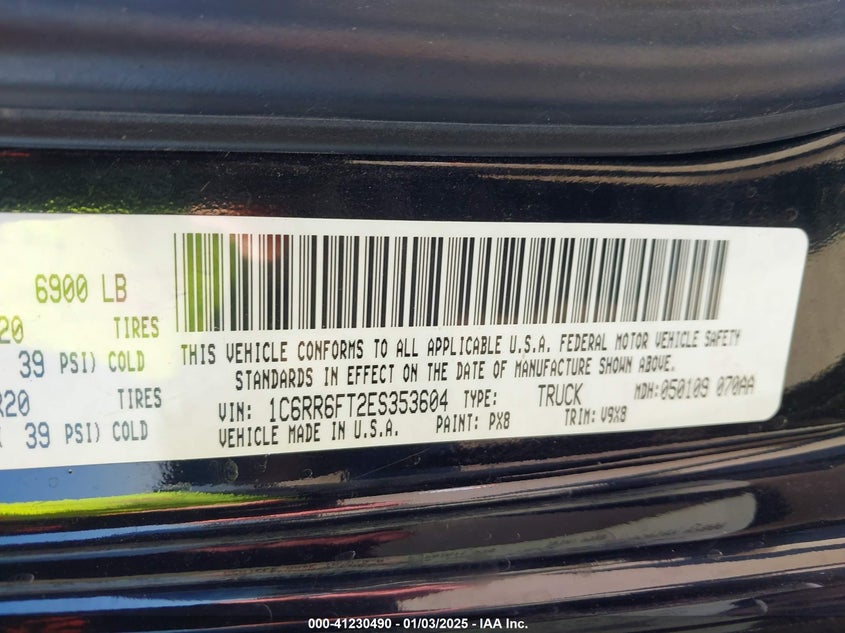 6900 LB
20 TIRES
39 PSI) COLD
R20 TIRES
39 PSI) COLD
THIS VEHICLE CONFORMS TO ALL APPLICABLE U.S.A. FEDERAL MOTOR VEHICLE SAFETY
STANDARDS IN EFFECT ON THE DATE OF MANUFACTURE SHOWN ABOVE.
VIN: 1C6RR6FT2ES353604 TYPE: TRUCK MDH: 050109 070AA
VEHICLE MADE IN U.S.A. PAINT: PX8 TRIM: V9X8
000-41230490 - 01/03/2025 - IAA Inc.